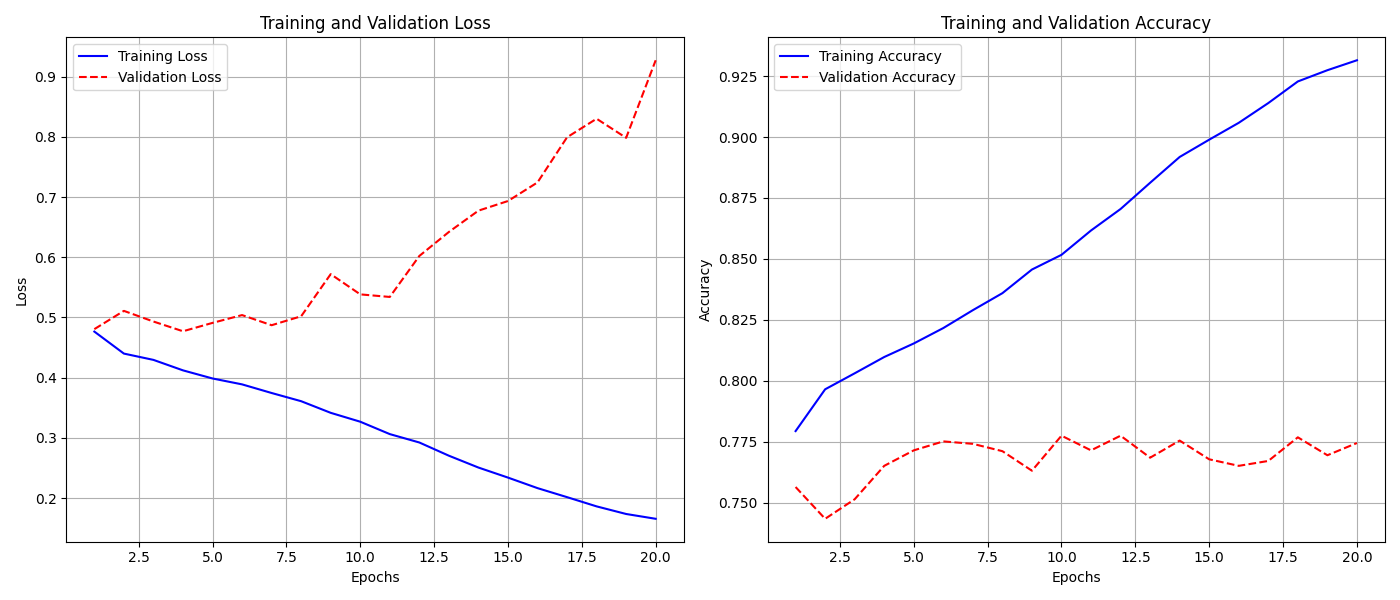 Training and Validation Loss
Training Loss
Validation Loss
0.9
0.8
0.7
0.6
0.5
0.4
0.3
0.2
Loss
2.5 5.0 7.5 10.0 12.5 15.0 17.5 20.0
Epochs
Training and Validation Accuracy
Training Accuracy
Validation Accuracy
0.925
0.900
0.875
0.850
0.825
0.800
0.775
0.750
Accuracy
2.5 5.0 7.5 10.0 12.5 15.0 17.5 20.0
Epochs